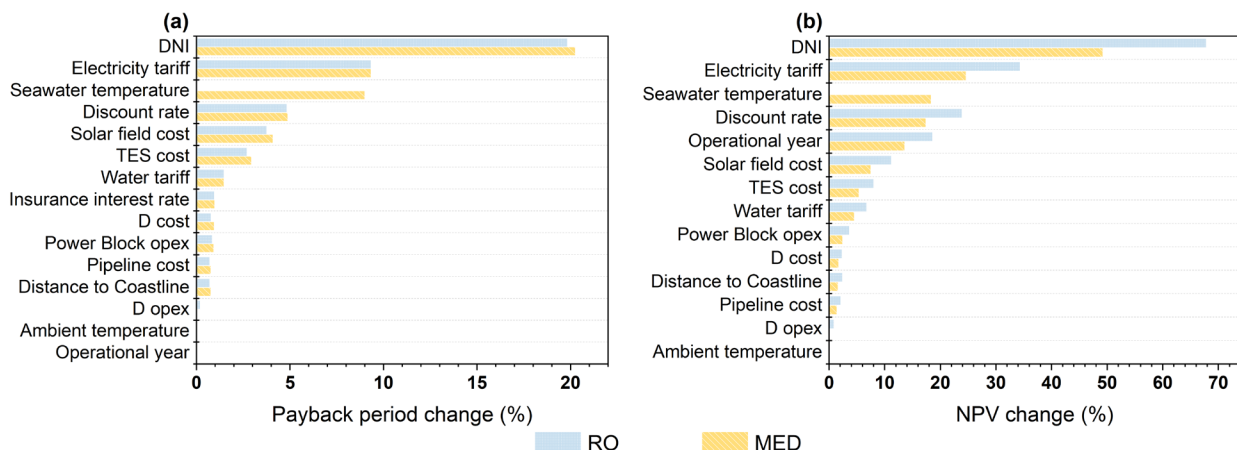 (a)
DNI
Electricity tariff
Seawater temperature
Discount rate
Solar field cost
TES cost
Water tariff
Insurance interest rate
D cost
Power Block opex
Pipeline cost
Distance to Coastline
D opex
Ambient temperature
Operational year
0 5 10 15 20
Payback period change (%)
(b)
DNI
Electricity tariff
Seawater temperature
Discount rate
Operational year
Solar field cost
TES cost
Water tariff
Power Block opex
D cost
Distance to Coastline
Pipeline cost
D opex
Ambient temperature
0 10 20 30 40 50 60 70
NPV change (%)
RO MED